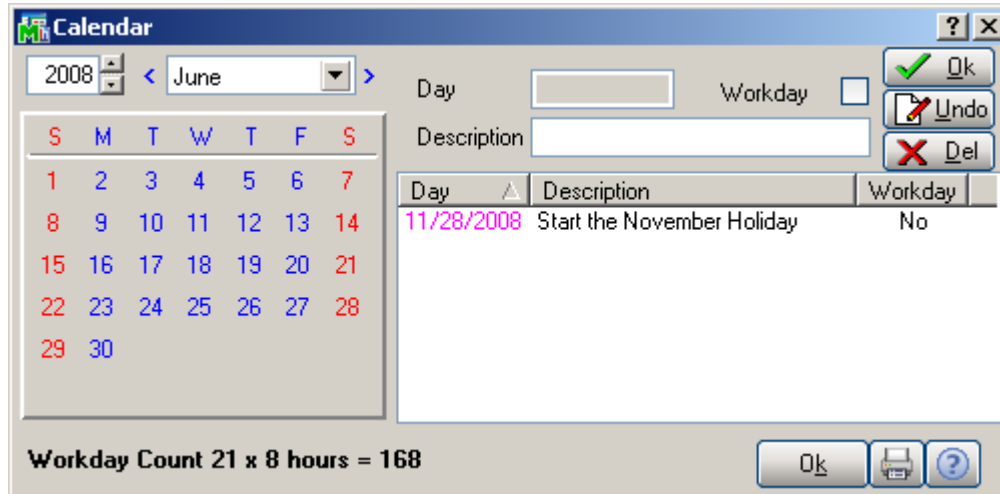 Calendar
2008 < June >
S M T W T F S
1 2 3 4 5 6 7
8 9 10 11 12 13 14
15 16 17 18 19 20 21
22 23 24 25 26 27 28
29 30
Day Workday
Description
Ok
Undo
Del
Day Description Workday
11/28/2008 Start the November Holiday No
Workday Count 21 x 8 hours = 168
Ok